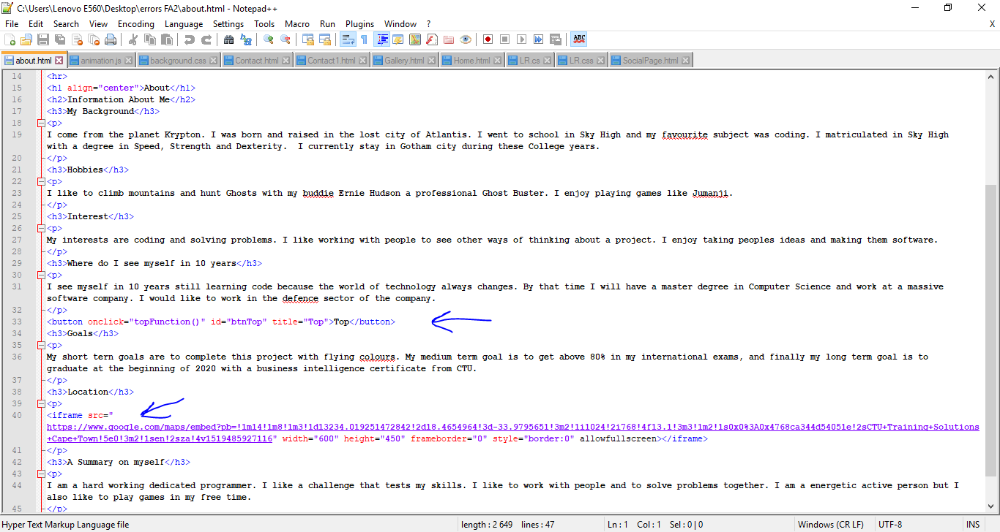 C:\Users\Lenovo E560\Desktop\errors FA2\about.html - Notepad++
File Edit Search View Encoding Language Settings Tools Macro Run Plugins Window ? X
ABC
about.html animation.js background.css Contact.html Contact1.html Gallery.html Home.html LR.cs LR.css SocialPage.html
14 <hr>
15 <h1 align="center">About</h1>
16 <h2>Information About Me</h2>
17 <h3>My Background</h3>
18 <p>
19 I come from the planet Krypton. I was born and raised in the lost city of Atlantis. I went to school in Sky High and my favourite subject was coding. I matriculated in Sky High
with a degree in Speed, Strength and Dexterity.  I currently stay in Gotham city during these College years.
20 </p>
21 <h3>Hobbies</h3>
22 <p>
23 I like to climb mountains and hunt Ghosts with my buddie Ernie Hudson a professional Ghost Buster. I enjoy playing games like Jumanji.
24 </p>
25 <h3>Interest</h3>
26 <p>
27 My interests are coding and solving problems. I like working with people to see other ways of thinking about a project. I enjoy taking peoples ideas and making them software.
28 </p>
29 <h3>Where do I see myself in 10 years</h3>
30 <p>
31 I see myself in 10 years still learning code because the world of technology always changes. By that time I will have a master degree in Computer Science and work at a massive
software company. I would like to work in the defence sector of the company.
32 </p>
33 <button onclick="topFunction()" id="btnTop" title="Top">Top</button>
34 <h3>Goals</h3>
35 <p>
36 My short tern goals are to complete this project with flying colours. My medium term goal is to get above 80% in my international exams, and finally my long term goal is to
graduate at the beginning of 2020 with a business intelligence certificate from CTU.
37 </p>
38 <h3>Location</h3>
39 <p>
40 <iframe src="
https://www.google.com/maps/embed?pb=!1m14!1m8!1m3!1d13234.019251472842!2d18.4654964!3d-33.9795651!3m2!1i1024!2i768!4f13.1!3m3!1m2!1s0x0%3A0x4768ca344d54051e!2sCTU+Training+Solutions
+Cape+Town!5e0!3m2!1sen!2sza!4v1519485927116" width="600" height="450" frameborder="0" style="border:0" allowfullscreen></iframe>
41 </p>
42 <h3>A Summary on myself</h3>
43 <p>
44 I am a hard working dedicated programmer. I like a challenge that tests my skills. I like to work with people and to solve problems together. I am a energetic active person but I
also like to play games in my free time.
45 </p>
Hyper Text Markup Language file length : 2 649 lines : 47 Ln : 1 Col : 1 Sel : 0 | 0 Windows (CR LF) UTF-8 INS